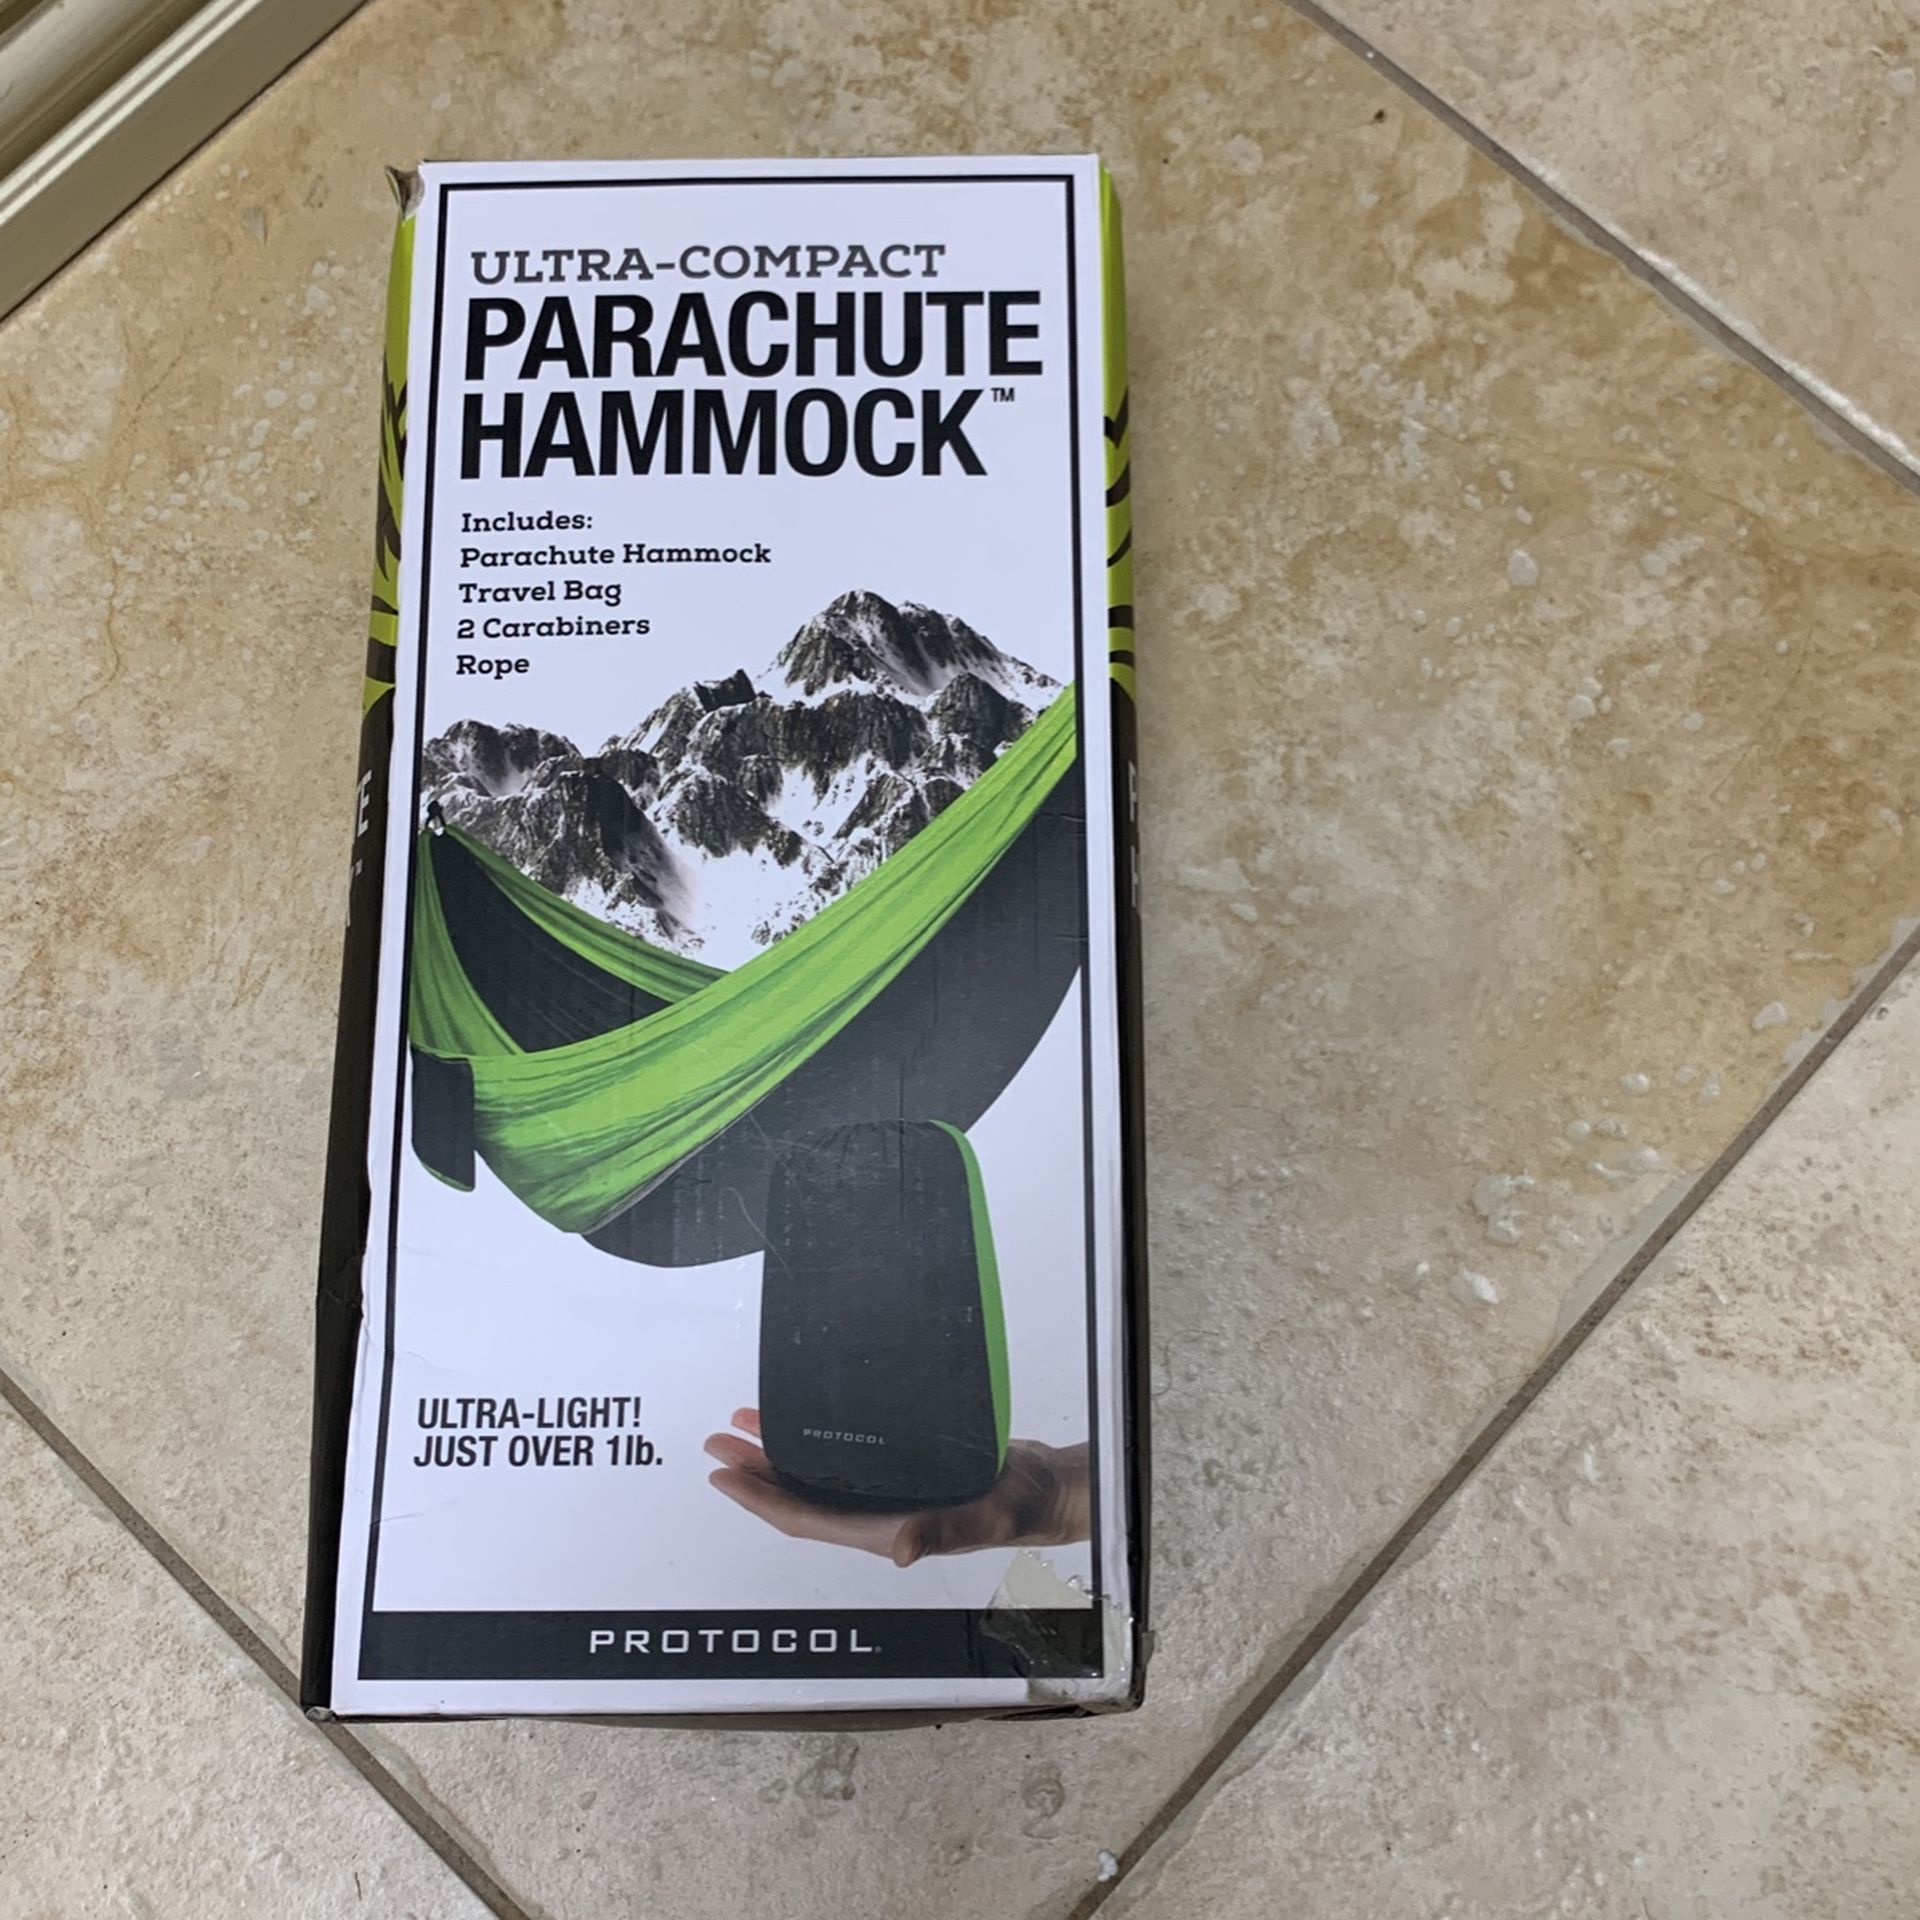 ULTRA-COMPACT
PARACHUTE
HAMMOCK™
Includes:
Parachute Hammock
Travel Bag
2 Carabiners
Rope
ULTRA-LIGHT!
JUST OVER 1lb.
PROTOCOL
PROTOCOL®